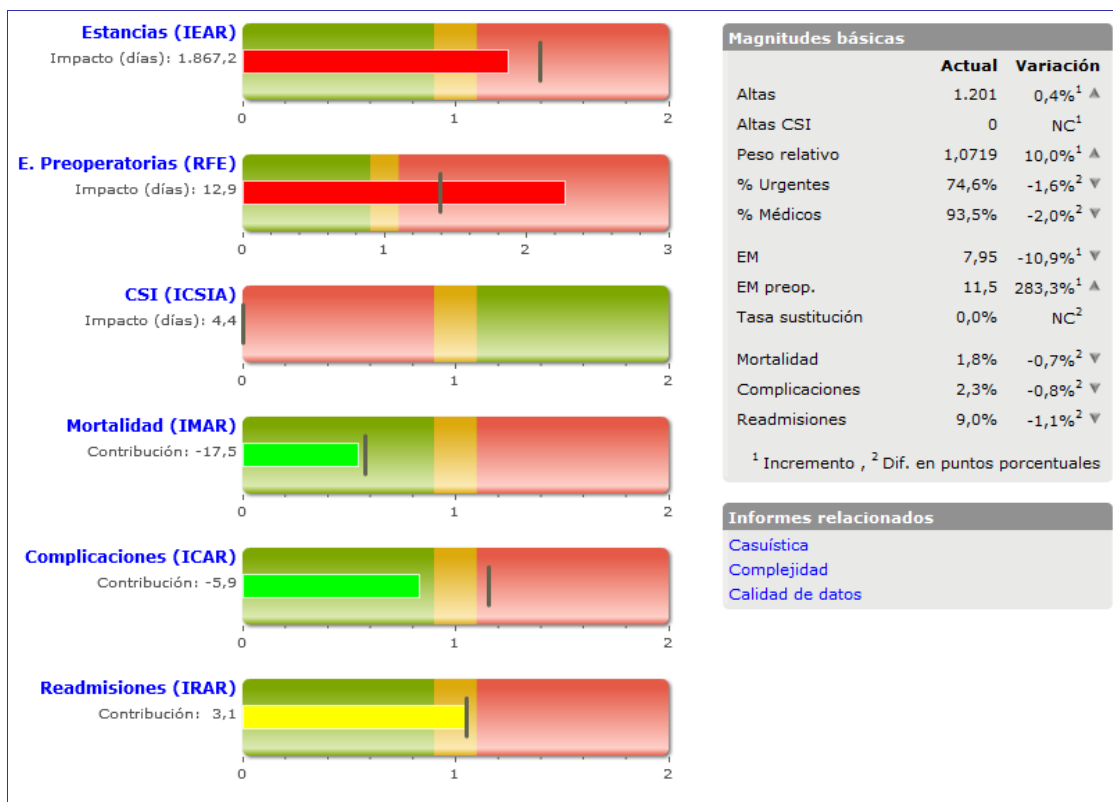 Estancias (IEAR)
Impacto (días): 1.867,2
0 1 2
E. Preoperatorias (RFE)
Impacto (días): 12,9
0 1 2 3
CSI (ICSIA)
Impacto (días): 4,4
0 1 2
Mortalidad (IMAR)
Contribución: -17,5
0 1 2
Complicaciones (ICAR)
Contribución: -5,9
0 1 2
Readmisiones (IRAR)
Contribución: 3,1
0 1 2
Magnitudes básicas
Actual Variación
Altas 1.201 0,4%¹ ▲
Altas CSI 0 NC¹
Peso relativo 1,0719 10,0%¹ ▲
% Urgentes 74,6% -1,6%² ▼
% Médicos 93,5% -2,0%² ▼
EM 7,95 -10,9%¹ ▼
EM preop. 11,5 283,3%¹ ▲
Tasa sustitución 0,0% NC²
Mortalidad 1,8% -0,7%² ▼
Complicaciones 2,3% -0,8%² ▼
Readmisiones 9,0% -1,1%² ▼
¹ Incremento , ² Dif. en puntos porcentuales
Informes relacionados
Casuística
Complejidad
Calidad de datos